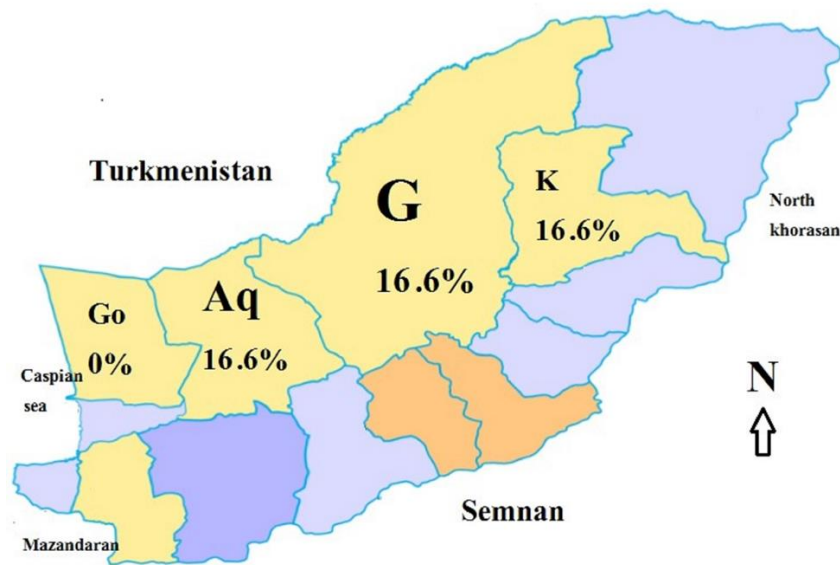 Turkmenistan
G
16.6%
K
16.6%
North
khorasan
Go
0%
Aq
16.6%
Caspian
sea
N
Semnan
Mazandaran